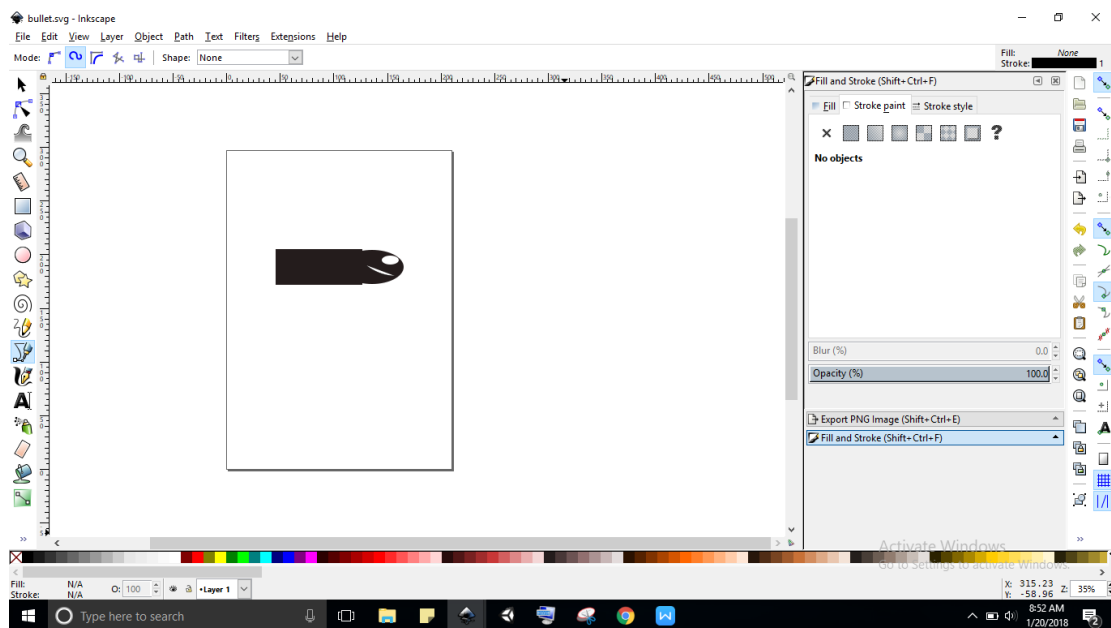 bullet.svg - Inkscape
File Edit View Layer Object Path Text Filters Extensions Help
Mode: Shape: None
Fill: None
Stroke: 1
Fill and Stroke (Shift+Ctrl+F)
Fill Stroke paint Stroke style
?
No objects
Blur (%) 0.0
Opacity (%) 100.0
Export PNG Image (Shift+Ctrl+E)
Fill and Stroke (Shift+Ctrl+F)
Activate Windows
Go to Settings to activate Windows.
Fill: N/A
Stroke: N/A
O: 100
•Layer 1
X: 315.23
Y: -58.96
Z: 35%
Type here to search
8:52 AM
1/20/2018
2